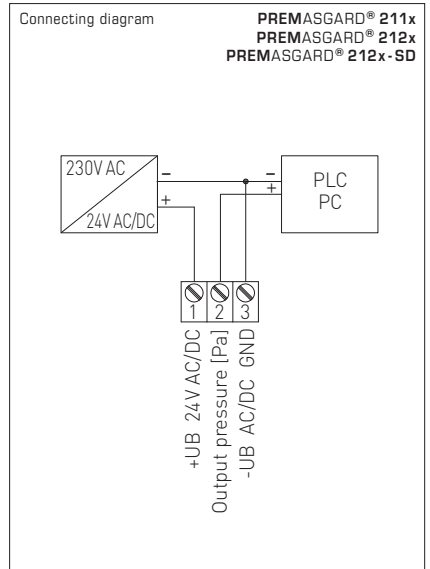 Connecting diagram
PREMASGARD® 211x
PREMASGARD® 212x
PREMASGARD® 212x-SD
230V AC
24V AC/DC
–
+
–
+
PLC
PC
1
2
3
+UB 24V AC/DC
Output pressure [Pa]
-UB AC/DC GND